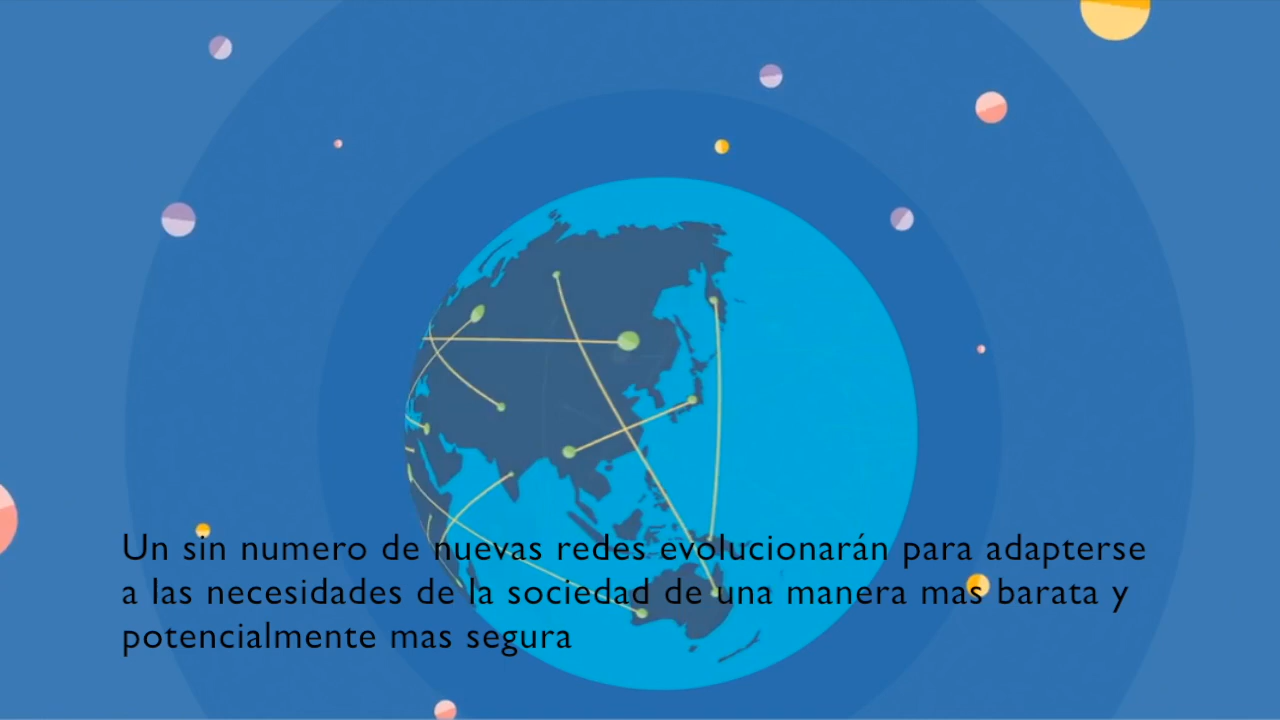 Un sin numero de nuevas redes evolucionarán para adapterse
a las necesidades de la sociedad de una manera mas barata y
potencialmente mas segura